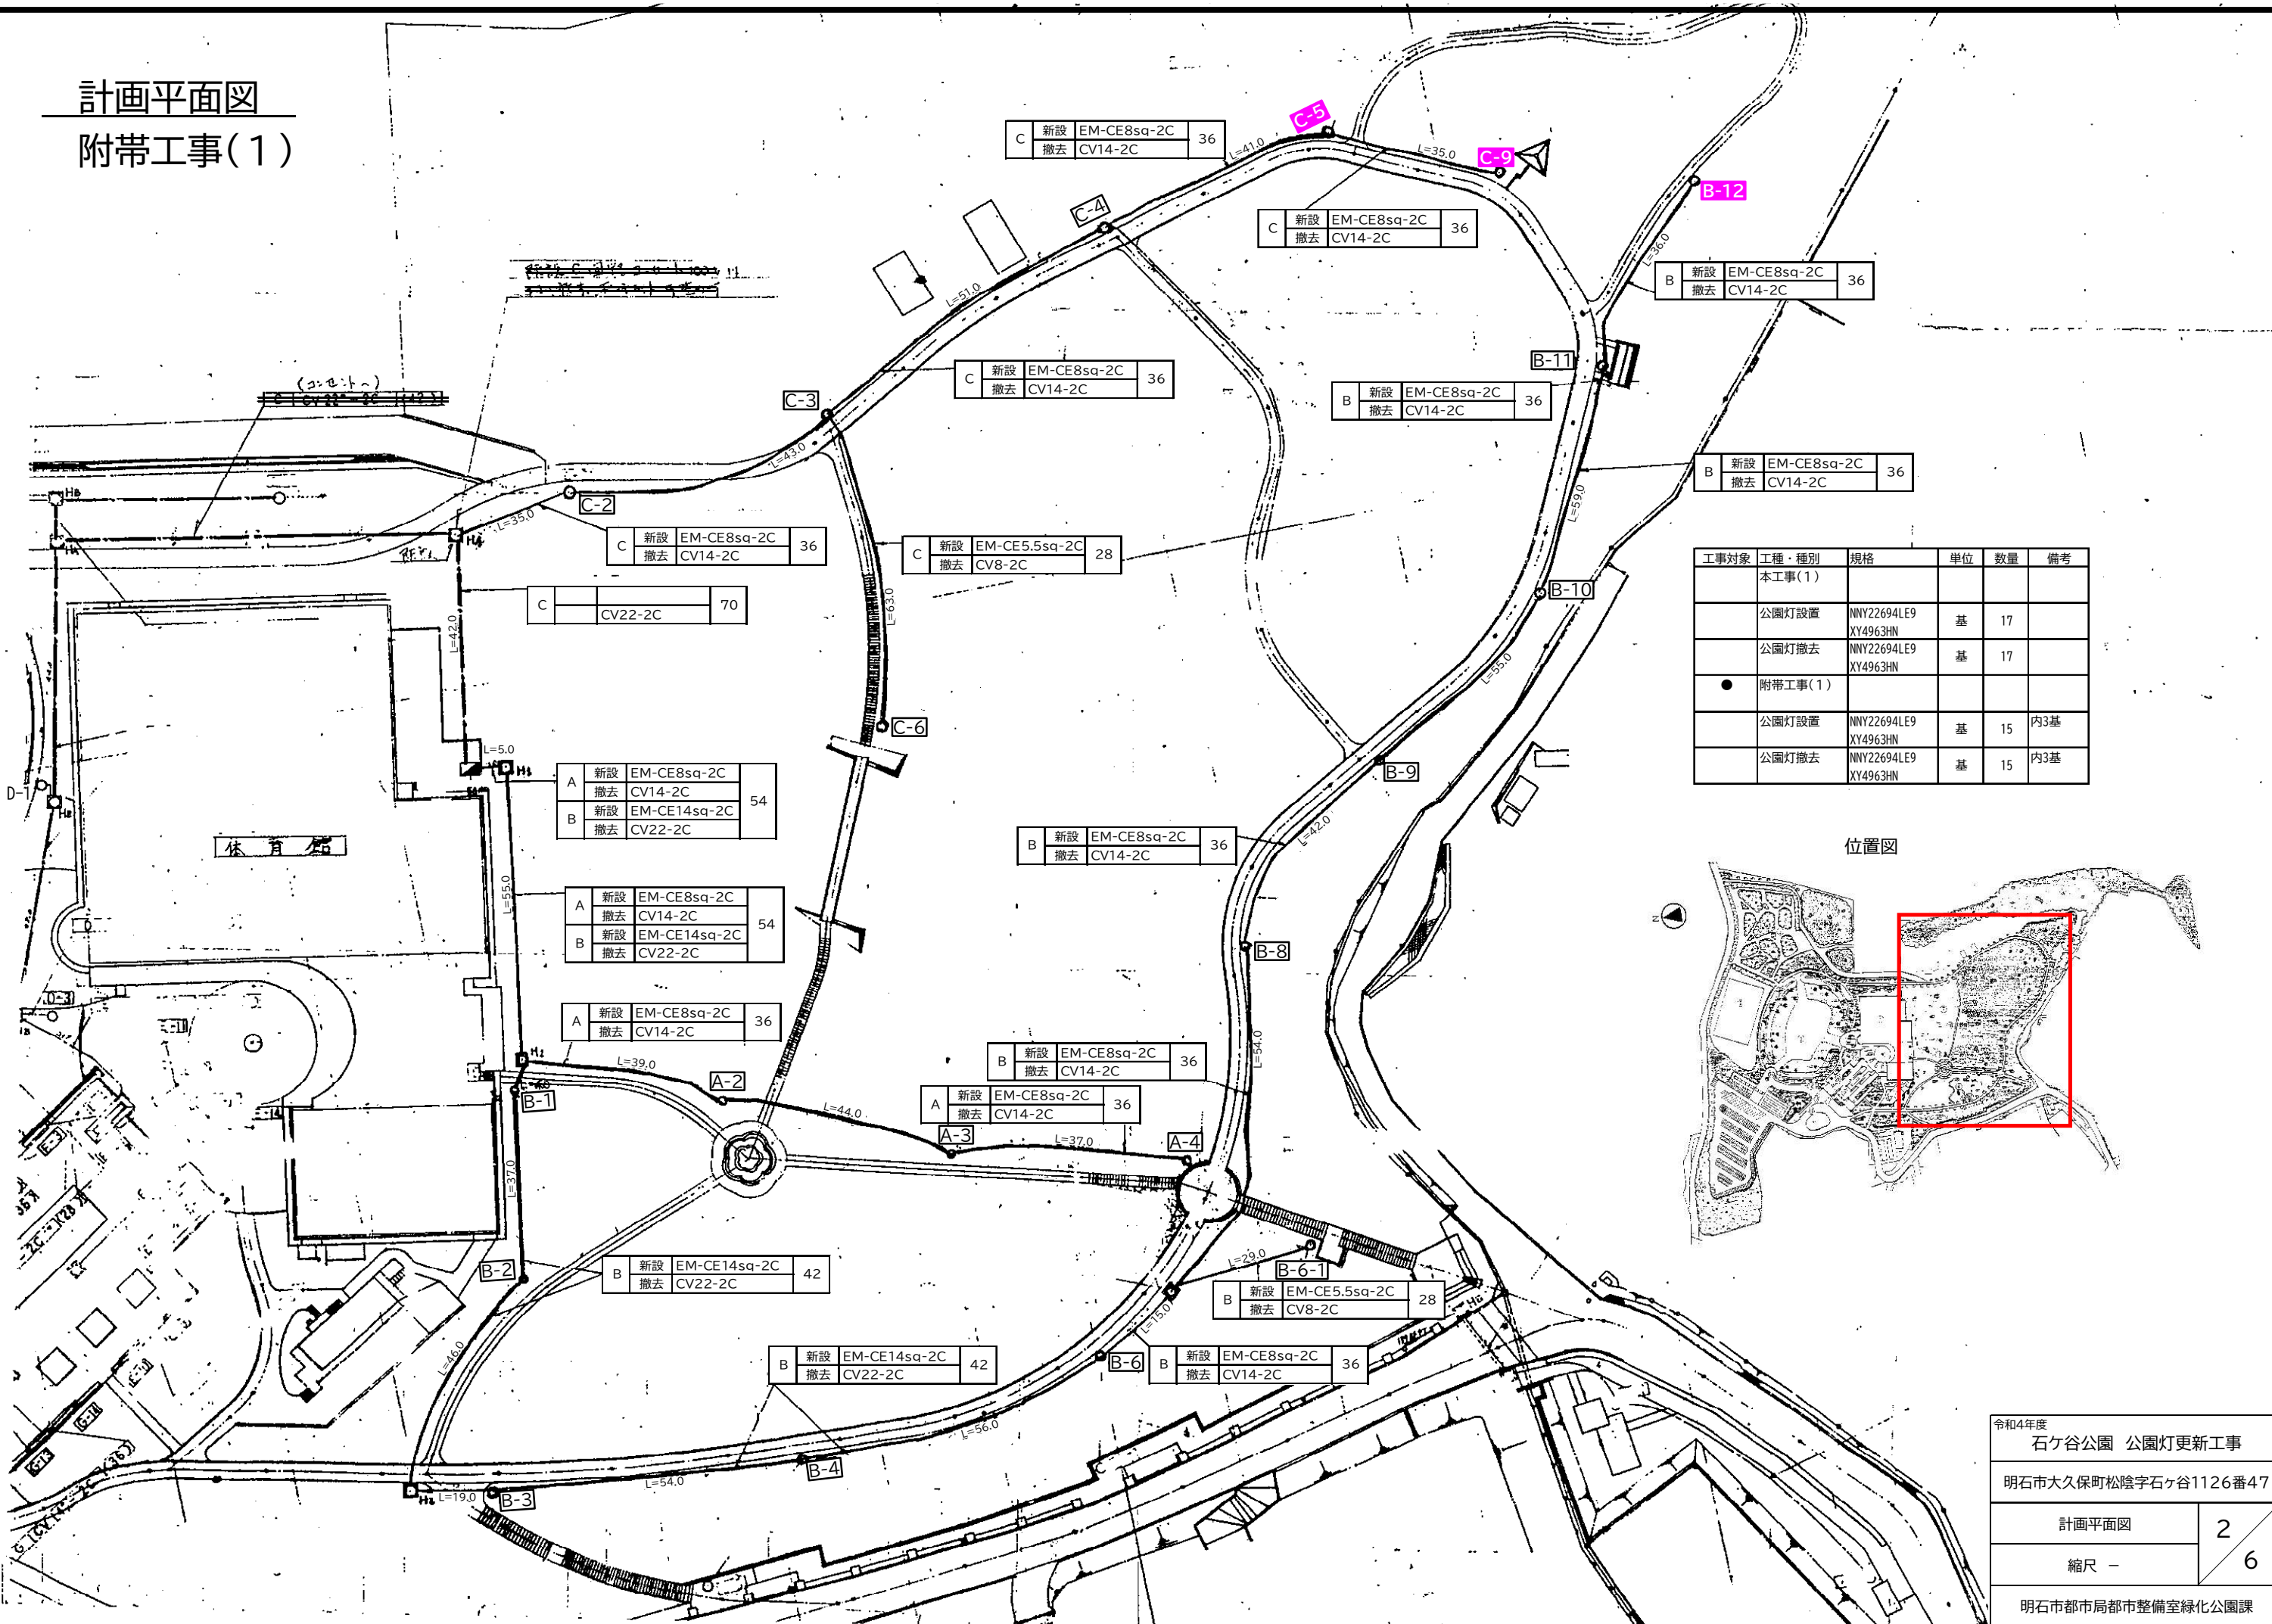 計画平面図
附帯工事(1)
C-5
C 新設 EM-CE8sq-2C 36
撤去 CV14-2C
L=41.0
L=35.0
C-9
B-12
C-4
C 新設 EM-CE8sq-2C 36
撤去 CV14-2C
L=36.0
B 新設 EM-CE8sq-2C 36
撤去 CV14-2C
L=51.0
B-11
C 新設 EM-CE8sq-2C 36
撤去 CV14-2C
B 新設 EM-CE8sq-2C 36
撤去 CV14-2C
(コンセントへ)
C-3
L=43.0
B 新設 EM-CE8sq-2C 36
撤去 CV14-2C
L=59.0
C-2
L=35.0
C 新設 EM-CE8sq-2C 36
撤去 CV14-2C
C 新設 EM-CE5.5sq-2C 28
撤去 CV8-2C
C 70
CV22-2C
L=42.0
L=63.0
B-10
工事対象 工種・種別 規格 単位 数量 備考
本工事(1)
公園灯設置 NNY22694LE9 基 17
XY4963HN
公園灯撤去 NNY22694LE9 基 17
XY4963HN
● 附帯工事(1)
公園灯設置 NNY22694LE9 基 15 内3基
XY4963HN
公園灯撤去 NNY22694LE9 基 15 内3基
XY4963HN
L=55.0
C-6
L=5.0
H1
B-9
D-1
A 新設 EM-CE8sq-2C 54
撤去 CV14-2C
B 新設 EM-CE14sq-2C
撤去 CV22-2C
体育館
L=42.0
B 新設 EM-CE8sq-2C 36
撤去 CV14-2C
位置図
N
L=55.0
A 新設 EM-CE8sq-2C 54
撤去 CV14-2C
B 新設 EM-CE14sq-2C
撤去 CV22-2C
B-8
D-3
A 新設 EM-CE8sq-2C 36
撤去 CV14-2C
H2
L=39.0
L=54.0
B 新設 EM-CE8sq-2C 36
撤去 CV14-2C
A-2
B-1
L=44.0
A 新設 EM-CE8sq-2C 36
撤去 CV14-2C
A-3
L=37.0
A-4
L=37.0
B-2
B 新設 EM-CE14sq-2C 42
撤去 CV22-2C
L=29.0
B-6-1
B 新設 EM-CE5.5sq-2C 28
撤去 CV8-2C
L=15.0
L=46.0
B 新設 EM-CE14sq-2C 42
撤去 CV22-2C
B-6
B 新設 EM-CE8sq-2C 36
撤去 CV14-2C
L=56.0
G-14
G-13
B-4
L=54.0
L=19.0
B-3
令和4年度
石ケ谷公園 公園灯更新工事
明石市大久保町松陰字石ヶ谷1126番47
計画平面図 2/6
縮尺 －
明石市都市局都市整備室緑化公園課